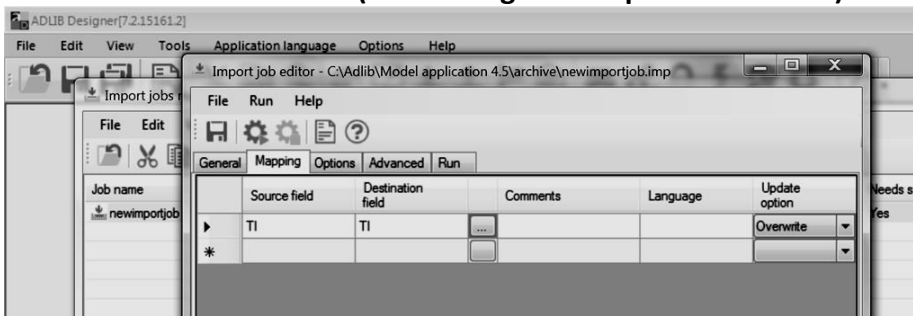 ADLIB Designer[7.2.15161.2]
File Edit View Tools Application language Options Help
Import job editor - C:\Adlib\Model application 4.5\archive\newimportjob.imp
Import jobs
File Run Help
File Edit
General Mapping Options Advanced Run
Source field Destination field Comments Language Update option
Job name
Needs
newimportjob
Yes
TI TI ... Overwrite